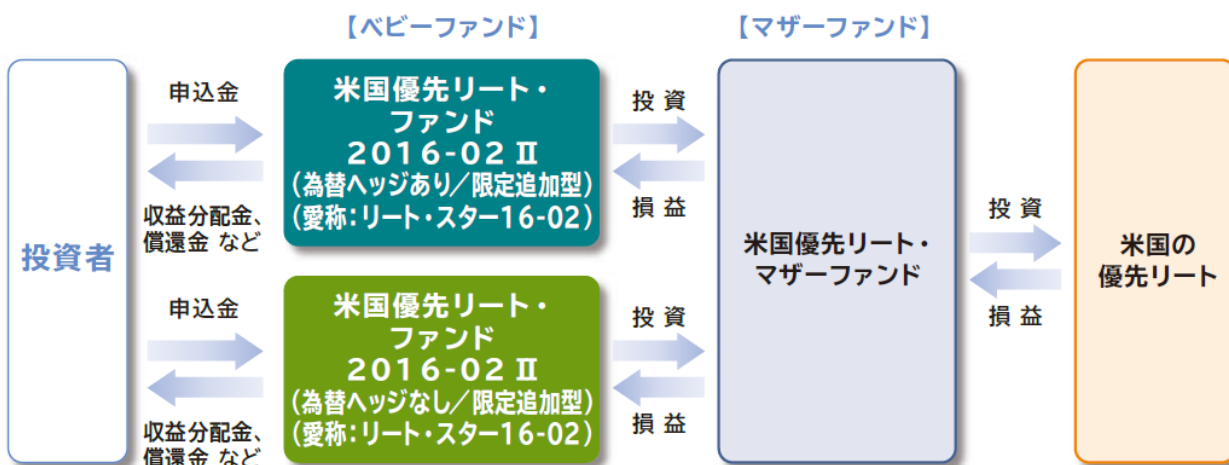 【ベビーファンド】
【マザーファンド】
投資者
申込金
収益分配金、
償還金 など
米国優先リート・
ファンド
2016-02 Ⅱ
（為替ヘッジあり／限定追加型）
（愛称：リート・スター16-02）
投 資
損 益
申込金
収益分配金、
償還金 など
米国優先リート・
ファンド
2016-02 Ⅱ
（為替ヘッジなし／限定追加型）
（愛称：リート・スター16-02）
投 資
損 益
米国優先リート・
マザーファンド
投 資
損 益
米国の
優先リート